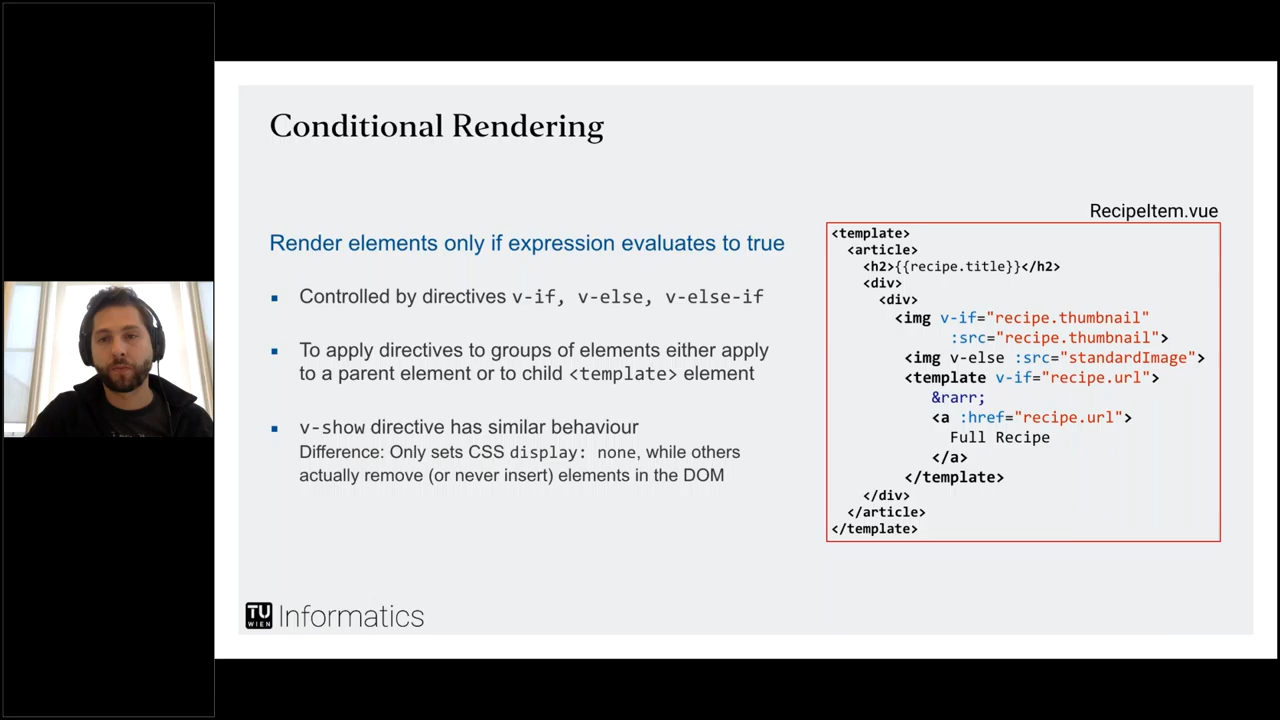 Conditional Rendering
Render elements only if expression evaluates to true
▪ Controlled by directives v-if, v-else, v-else-if
▪ To apply directives to groups of elements either apply
to a parent element or to child <template> element
▪ v-show directive has similar behaviour
Difference: Only sets CSS display: none, while others
actually remove (or never insert) elements in the DOM
RecipeItem.vue
<template>
<article>
<h2>{{recipe.title}}</h2>
<div>
<div>
<img v-if="recipe.thumbnail"
:src="recipe.thumbnail">
<img v-else :src="standardImage">
<template v-if="recipe.url">
&rarr;
<a :href="recipe.url">
Full Recipe
</a>
</template>
</div>
</article>
</template>
TU WIEN Informatics